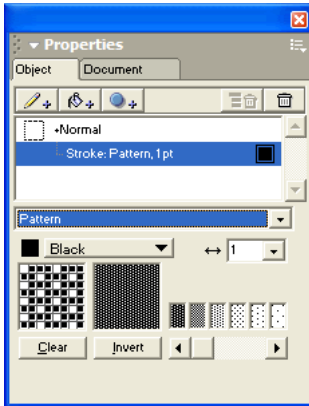 Properties
Object
Document
Normal
Stroke: Pattern, 1pt
Pattern
Black
1
Clear
Invert